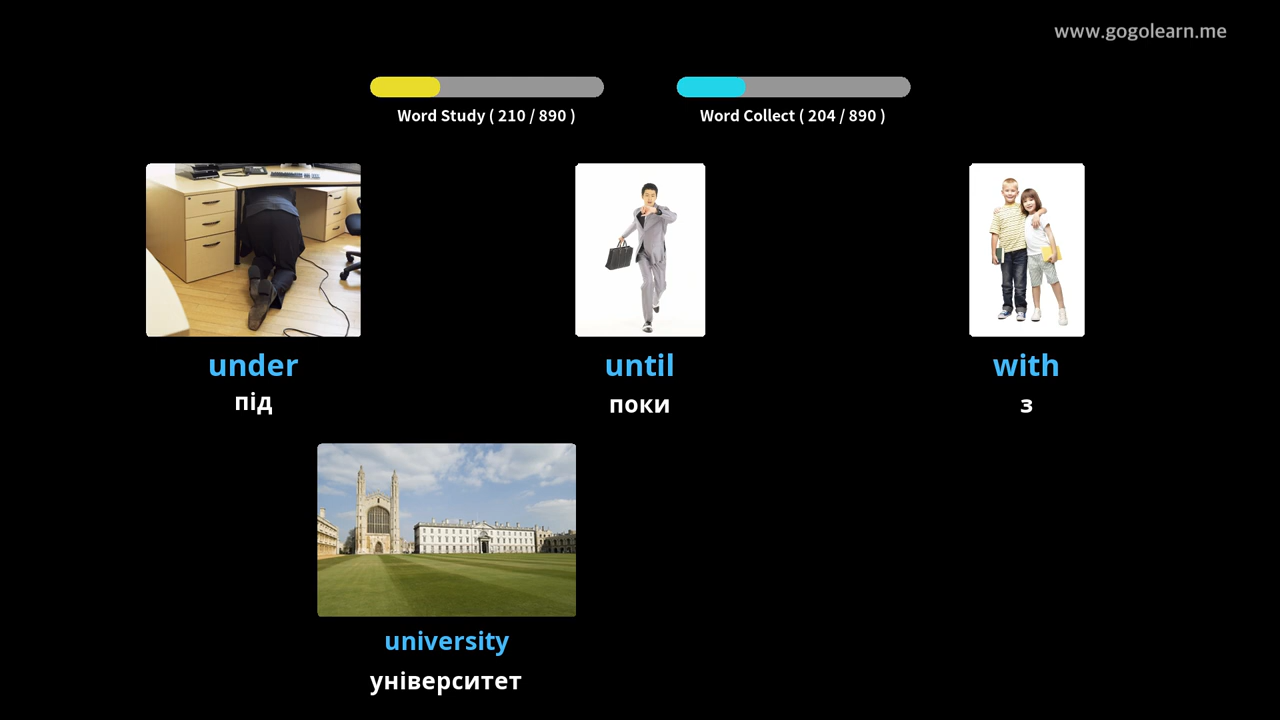 www.gogolearn.me
Word Study ( 210 / 890 )
Word Collect ( 204 / 890 )
under
until
with
під
поки
з
university
університет